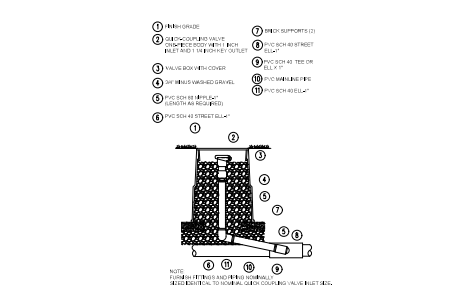 1 FINISH GRADE
2 QUICK-COUPLING VALVE
ONE-PIECE BODY WITH 1 INCH
INLET AND 1 1/4 INCH KEY OUTLET
3 VALVE BOX WITH COVER
4 3/4" MINUS WASHED GRAVEL
5 PVC SCH 80 NIPPLE-1"
(LENGTH AS REQUIRED)
6 PVC SCH 40 STREET ELL-1"
7 BRICK SUPPORTS (2)
8 PVC SCH 40 STREET
ELL-1"
9 PVC SCH 40 TEE OR
ELL X 1"
10 PVC MAINLINE PIPE
11 PVC SCH 40 ELL-1"
1
2
3
4
5
7
5
8
6
11
10
9
NOTE
FURNISH FITTINGS AND PIPING NOMINALLY
SIZED IDENTICAL TO NOMINAL QUICK COUPLING VALVE INLET SIZE.